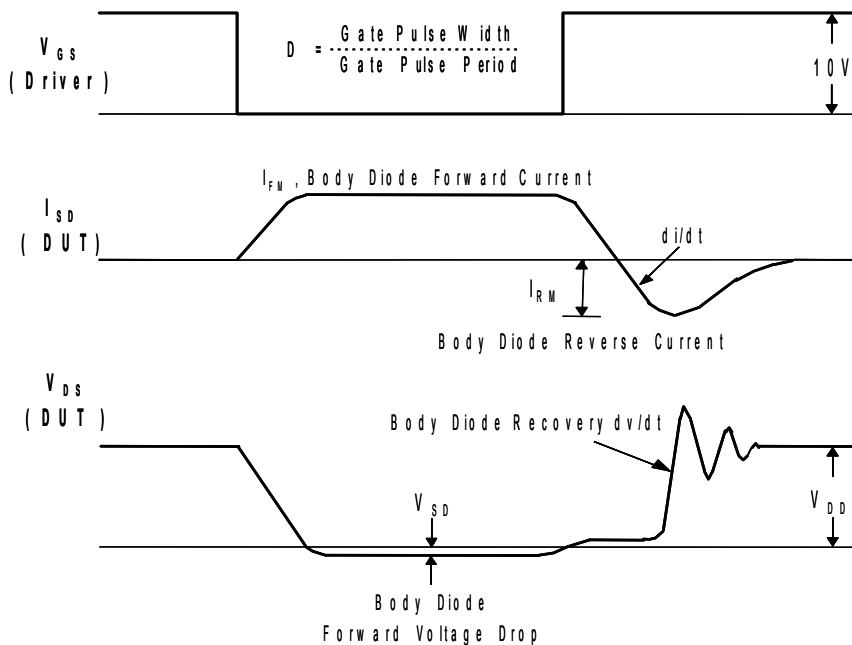 V GS
( Driver )
D = Gate Pulse Width
Gate Pulse Period
10V
I FM , Body Diode Forward Current
I SD
( DUT )
di/dt
I RM
Body Diode Reverse Current
V DS
( DUT )
Body Diode Recovery dv/dt
V SD
V DD
Body Diode
Forward Voltage Drop